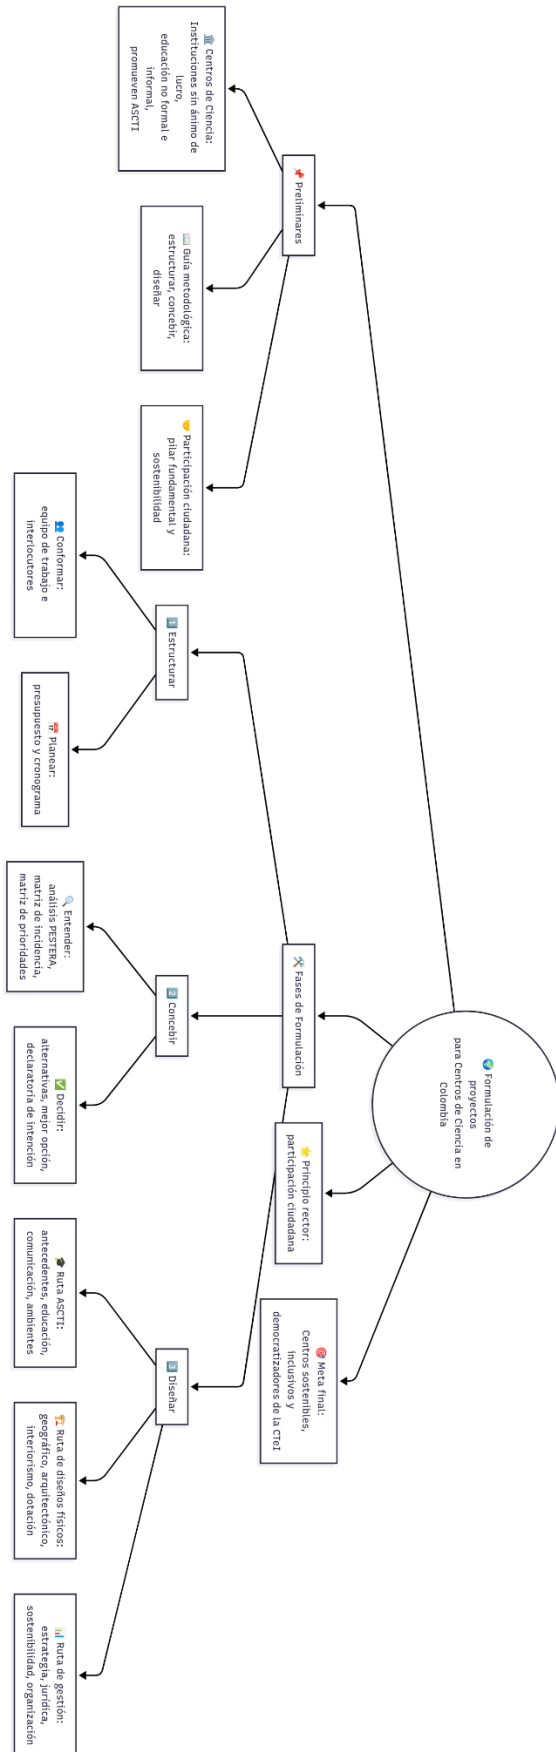 🌍 Formulación de
proyectos
para Centros de Ciencia en
Colombia
📌 Preliminares
🛠️ Fases de Formulación
🌟 Principio rector:
participación ciudadana
🎯 Meta final:
Centros sostenibles,
inclusivos y
democratizadores de la CTeI
🏛️ Centros de Ciencia:
Instituciones sin ánimo de
lucro,
educación no formal e
informal,
promueven ASCTI
📖 Guía metodológica:
estructurar, concebir,
diseñar
🤝 Participación ciudadana:
pilar fundamental y
sostenibilidad
1️⃣ Estructurar
2️⃣ Concebir
3️⃣ Diseñar
👥 Conformar:
equipo de trabajo e
interlocutores
📅 Planear:
presupuesto y cronograma
🔍 Entender:
análisis PESTERA,
matriz de incidencia,
matriz de prioridades
✅ Decidir:
alternativas, mejor opción,
declaratoria de intención
🎓 Ruta ASCTI:
antecedentes, educación,
comunicación, ambientes
🏗️ Ruta de diseños físicos:
geográfico, arquitectónico,
interiorismo, dotación
📊 Ruta de gestión:
estrategia, jurídica,
sostenibilidad, organización